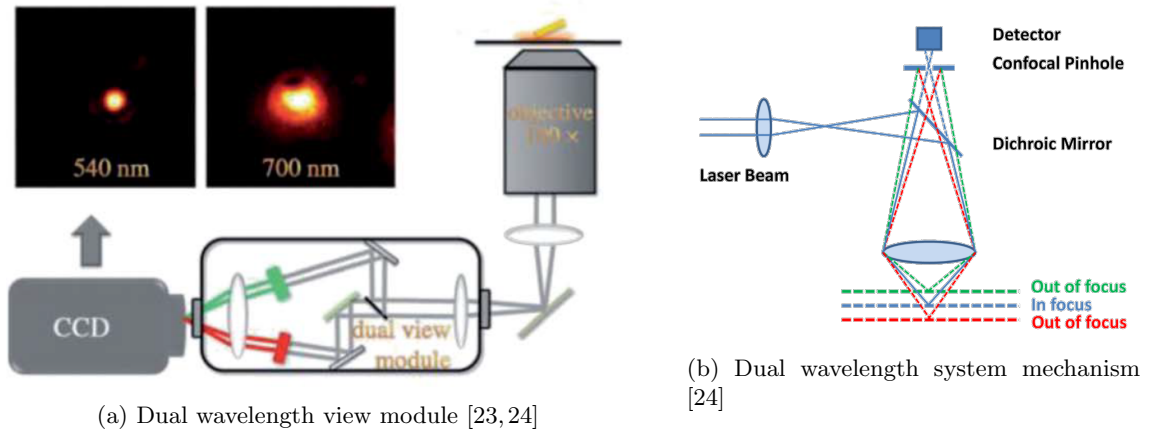 540 nm
700 nm
objective
100 ×
CCD
dual view
module
(a) Dual wavelength view module [23, 24]
Detector
Confocal Pinhole
Dichroic Mirror
Laser Beam
Out of focus
In focus
Out of focus
(b) Dual wavelength system mechanism
[24]